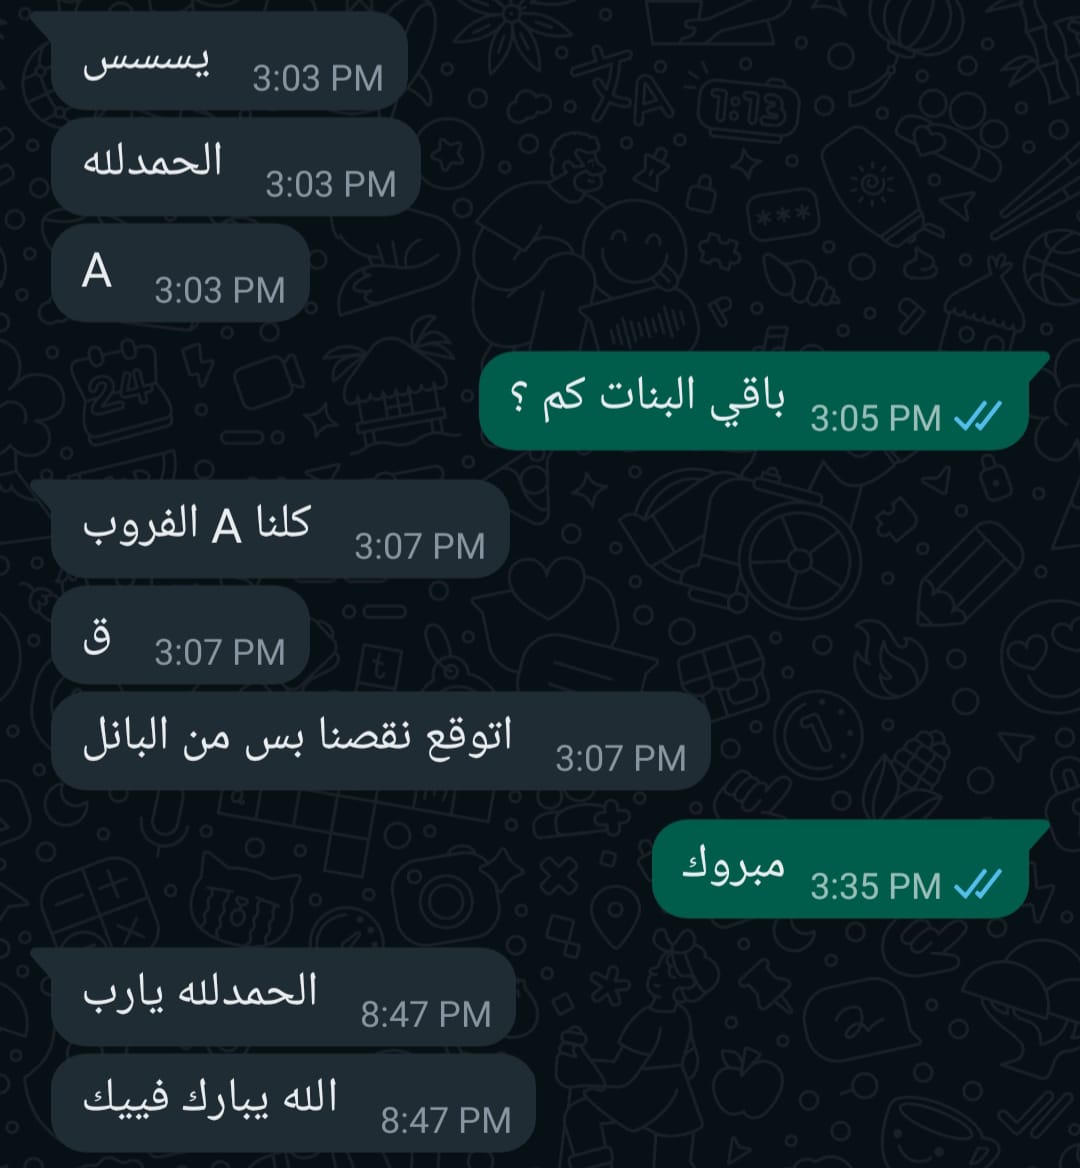 يسسس 3:03 PM
الحمدلله 3:03 PM
A 3:03 PM
باقي البنات كم ؟ 3:05 PM
كلنا A الفروب 3:07 PM
ق 3:07 PM
اتوقع نقصنا بس من البانل 3:07 PM
مبروك 3:35 PM
الحمدلله يارب 8:47 PM
الله يبارك فييك 8:47 PM